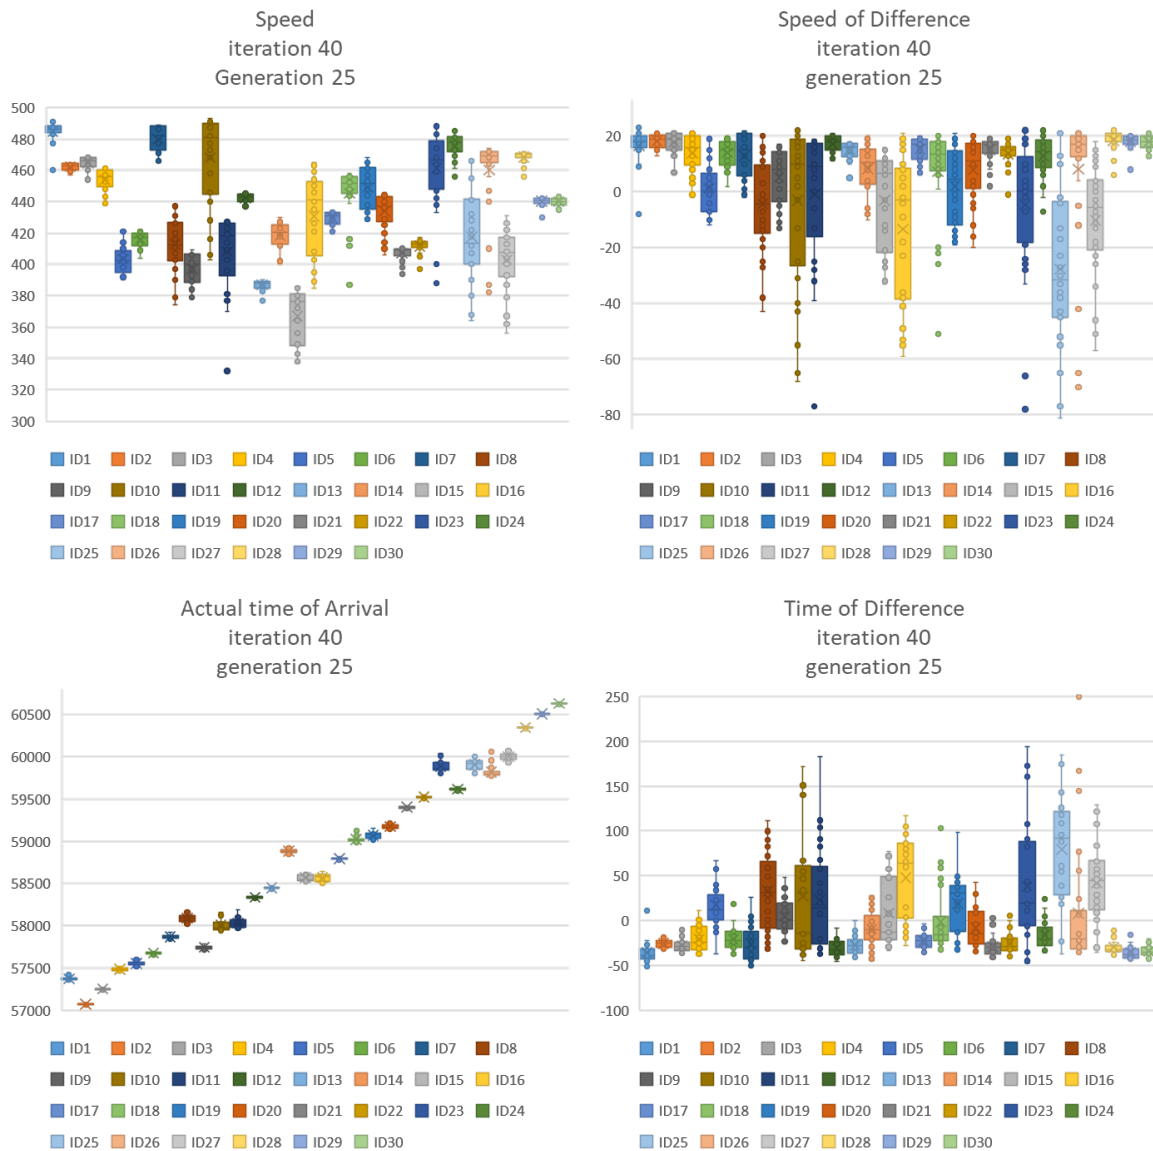 Speed
iteration 40
Generation 25
500
480
460
440
420
400
380
360
340
320
300
ID1 ID2 ID3 ID4 ID5 ID6 ID7 ID8
ID9 ID10 ID11 ID12 ID13 ID14 ID15 ID16
ID17 ID18 ID19 ID20 ID21 ID22 ID23 ID24
ID25 ID26 ID27 ID28 ID29 ID30
Speed of Difference
iteration 40
generation 25
20
0
-20
-40
-60
-80
ID1 ID2 ID3 ID4 ID5 ID6 ID7 ID8
ID9 ID10 ID11 ID12 ID13 ID14 ID15 ID16
ID17 ID18 ID19 ID20 ID21 ID22 ID23 ID24
ID25 ID26 ID27 ID28 ID29 ID30
Actual time of Arrival
iteration 40
generation 25
60500
60000
59500
59000
58500
58000
57500
57000
ID1 ID2 ID3 ID4 ID5 ID6 ID7 ID8
ID9 ID10 ID11 ID12 ID13 ID14 ID15 ID16
ID17 ID18 ID19 ID20 ID21 ID22 ID23 ID24
ID25 ID26 ID27 ID28 ID29 ID30
Time of Difference
iteration 40
generation 25
250
200
150
100
50
0
-50
-100
ID1 ID2 ID3 ID4 ID5 ID6 ID7 ID8
ID9 ID10 ID11 ID12 ID13 ID14 ID15 ID16
ID17 ID18 ID19 ID20 ID21 ID22 ID23 ID24
ID25 ID26 ID27 ID28 ID29 ID30